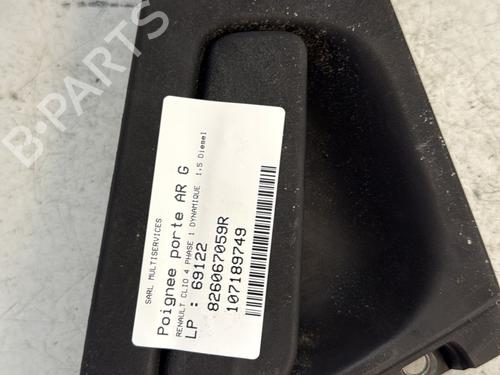 SARL MULTISERVICES
Poignee porte AR G
RENAULT CLIO 4 PHASE 1 DYNAMIQUE 1.5 Diesel
LP : 69122
826067059R
107189749
B-PARTS